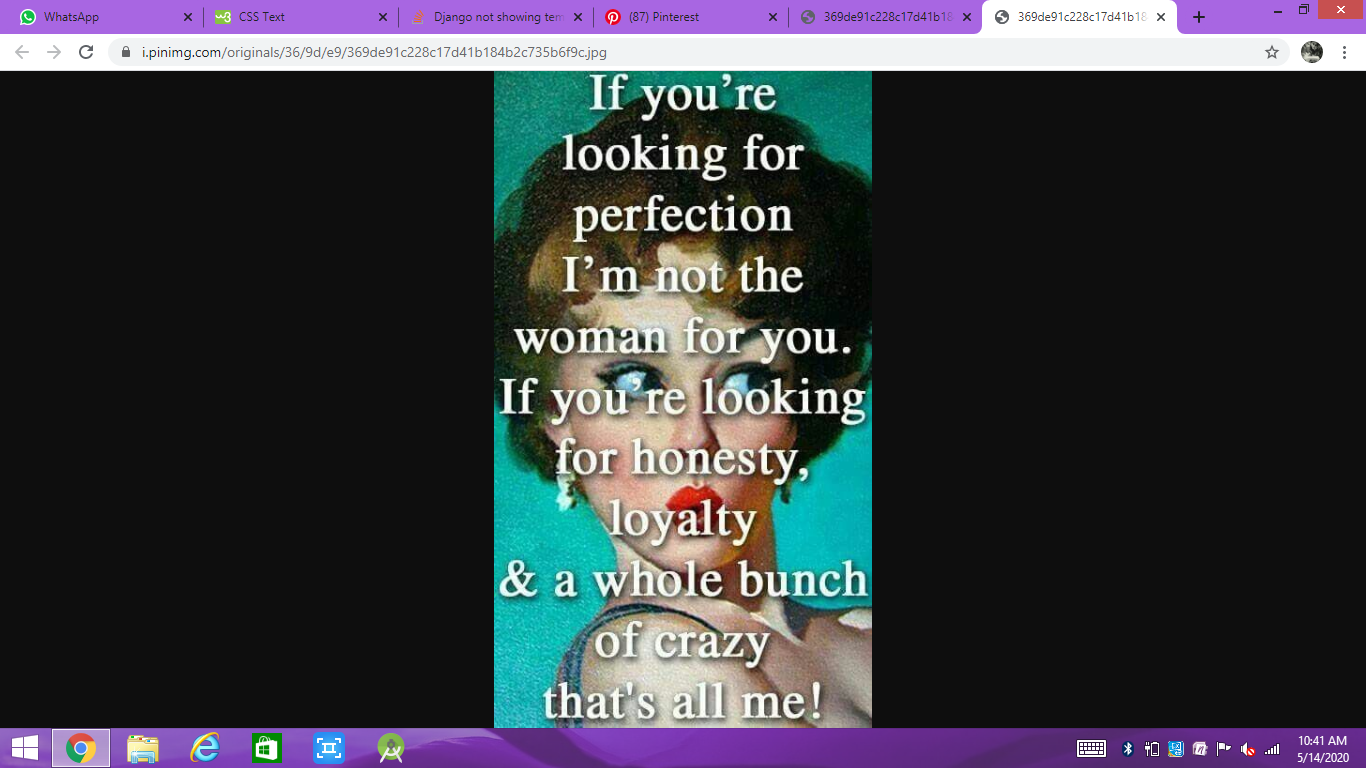 WhatsApp
CSS Text
Django not showing tem
(87) Pinterest
369de91c228c17d41b18
369de91c228c17d41b18
i.pinimg.com/originals/36/9d/e9/369de91c228c17d41b184b2c735b6f9c.jpg
If you’re
looking for
perfection
I’m not the
woman for you.
If you’re looking
for honesty,
loyalty
& a whole bunch
of crazy
that's all me!
10:41 AM
5/14/2020